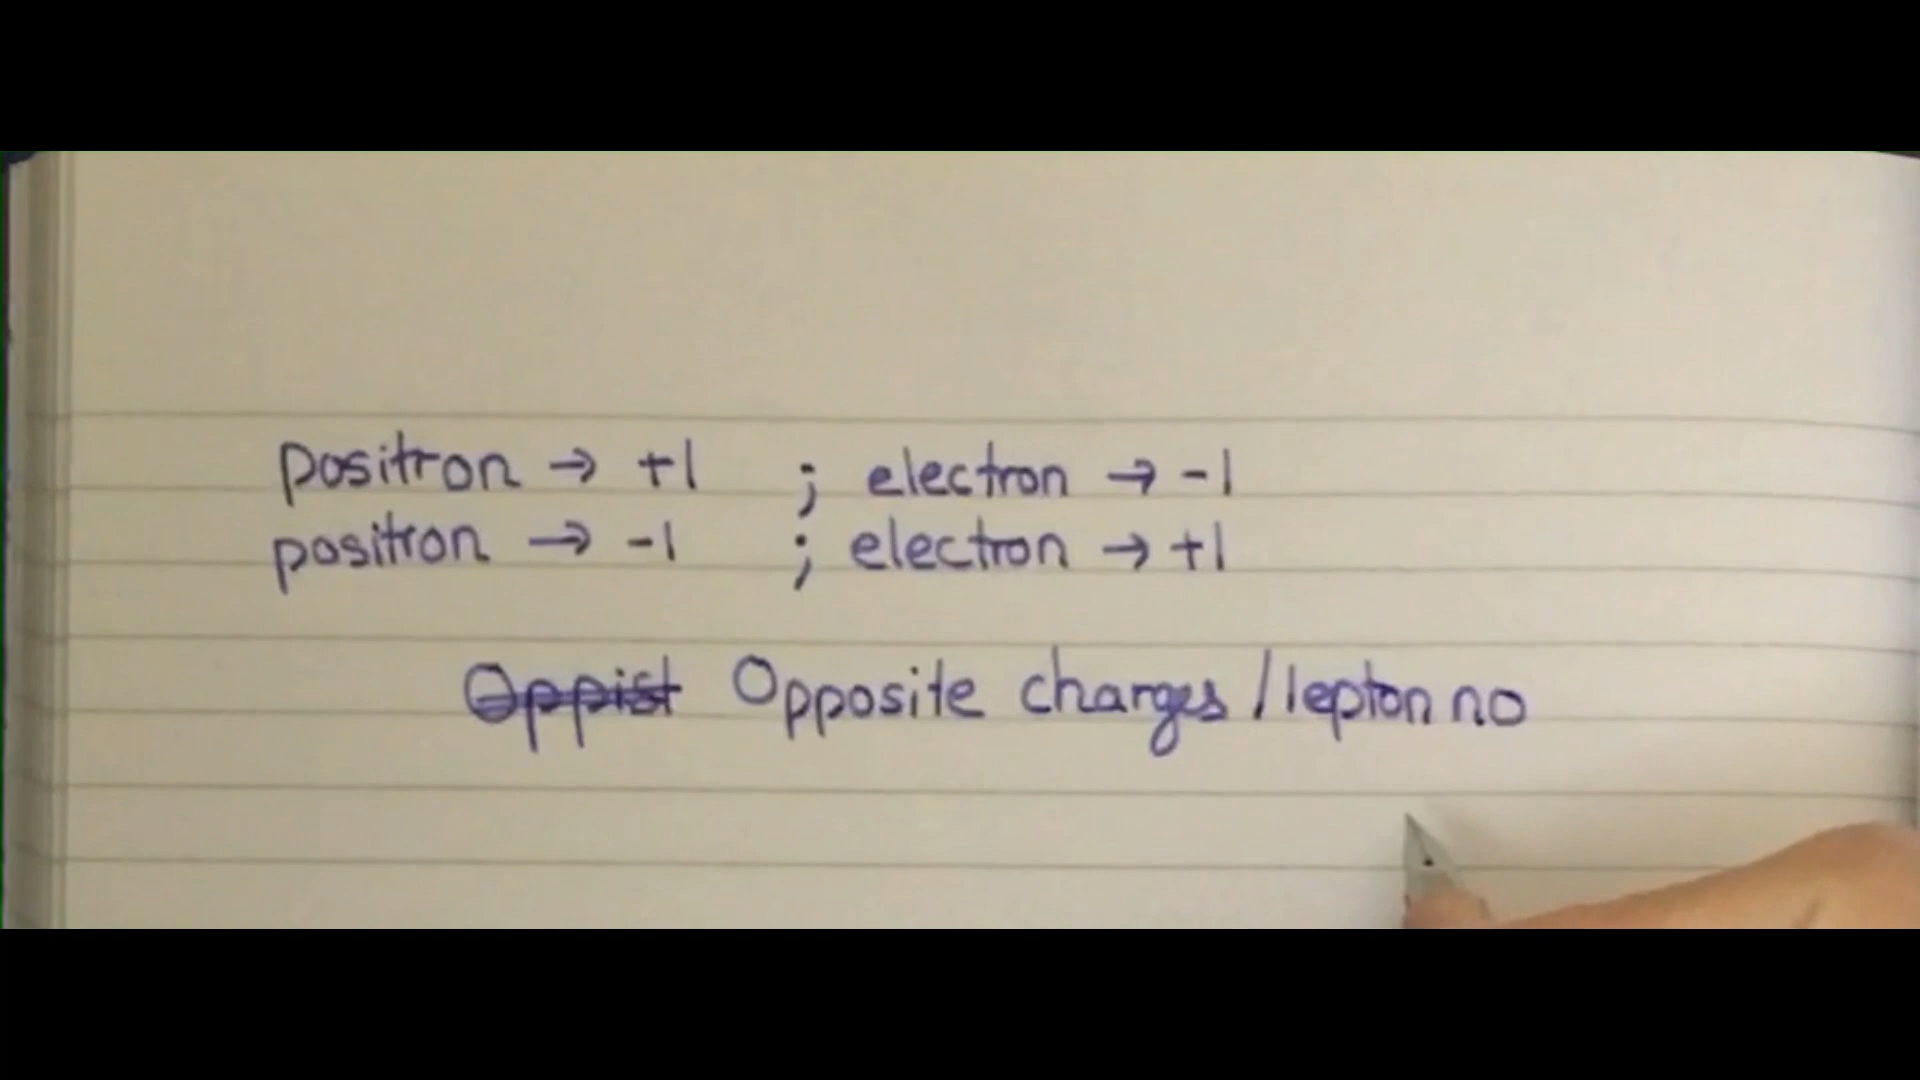 positron → +1 ; electron → -1
positron → -1 ; electron → +1
Oppist Opposite charges / lepton no